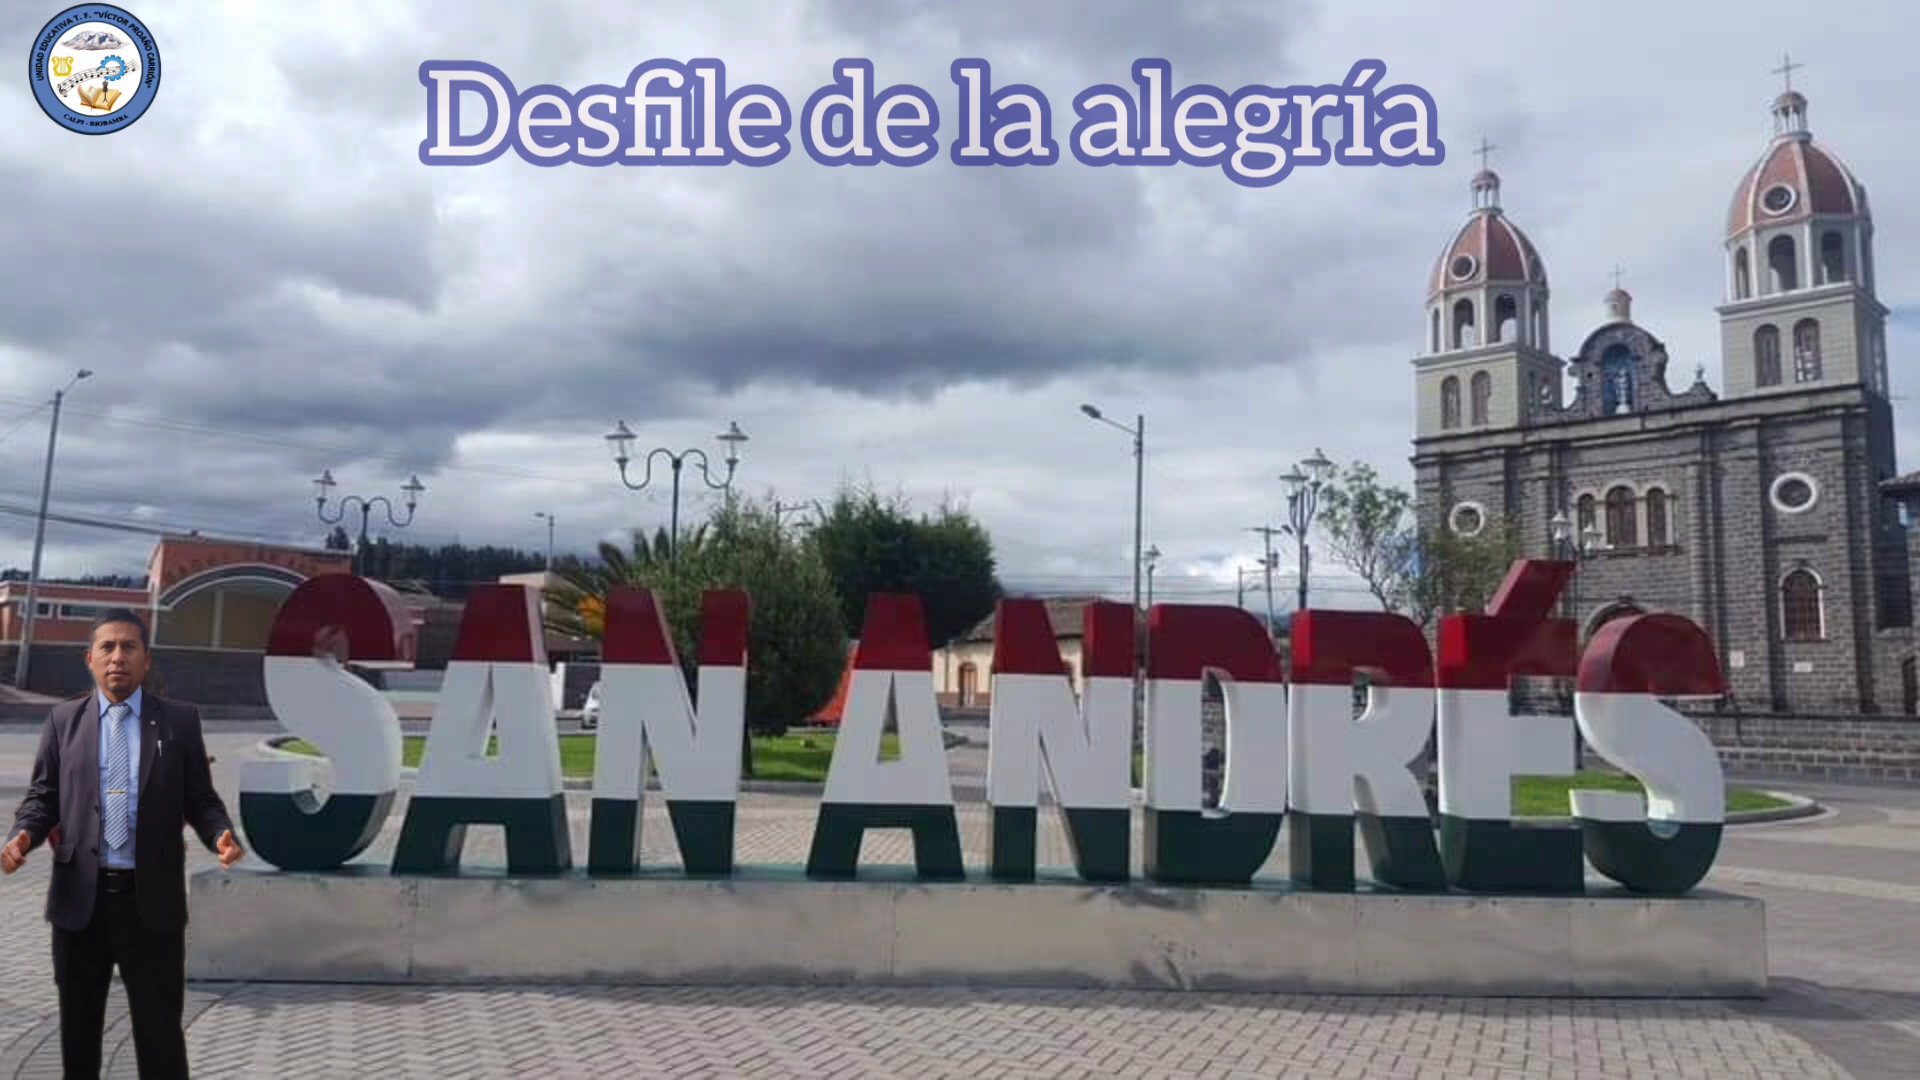 UNIDAD EDUCATIVA T. F. "VÍCTOR PROAÑO CARRIÓN"
CALPI - RIOBAMBA
Desfile de la alegría
SAN ANDRÉS